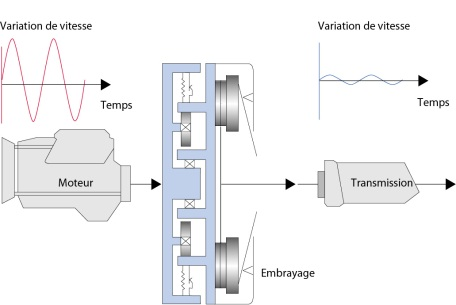 Variation de vitesse
Variation de vitesse
Temps
Temps
Moteur
Transmission
Embrayage